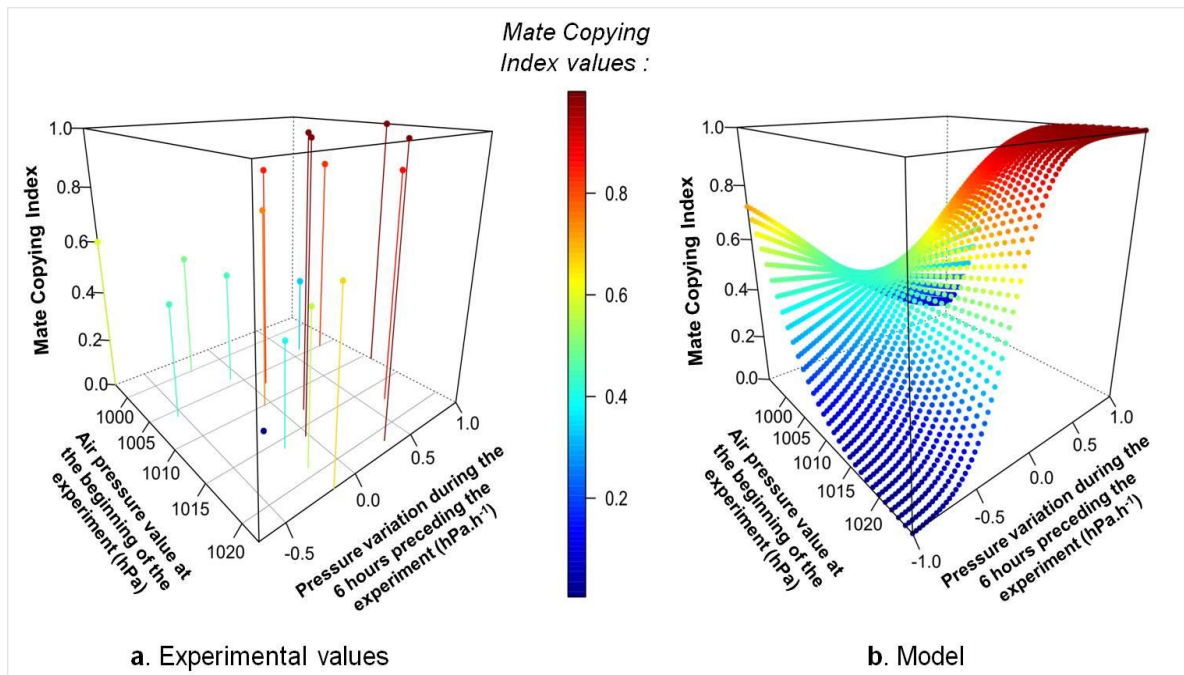 Mate Copying
Index values :
0.8
0.6
0.4
0.2
Mate Copying Index
1.0
0.8
0.6
0.4
0.2
0.0
1000
1005
1010
1015
1020
Air pressure value at
the beginning of the
experiment (hPa)
-0.5
0.0
0.5
1.0
Pressure variation during the
6 hours preceding the
experiment (hPa.h⁻¹)
a. Experimental values
Mate Copying Index
1.0
0.8
0.6
0.4
0.2
0.0
1000
1005
1010
1015
1020
Air pressure value at
the beginning of the
experiment (hPa)
-1.0
-0.5
0.0
0.5
1.0
Pressure variation during the
6 hours preceding the
experiment (hPa.h⁻¹)
b. Model